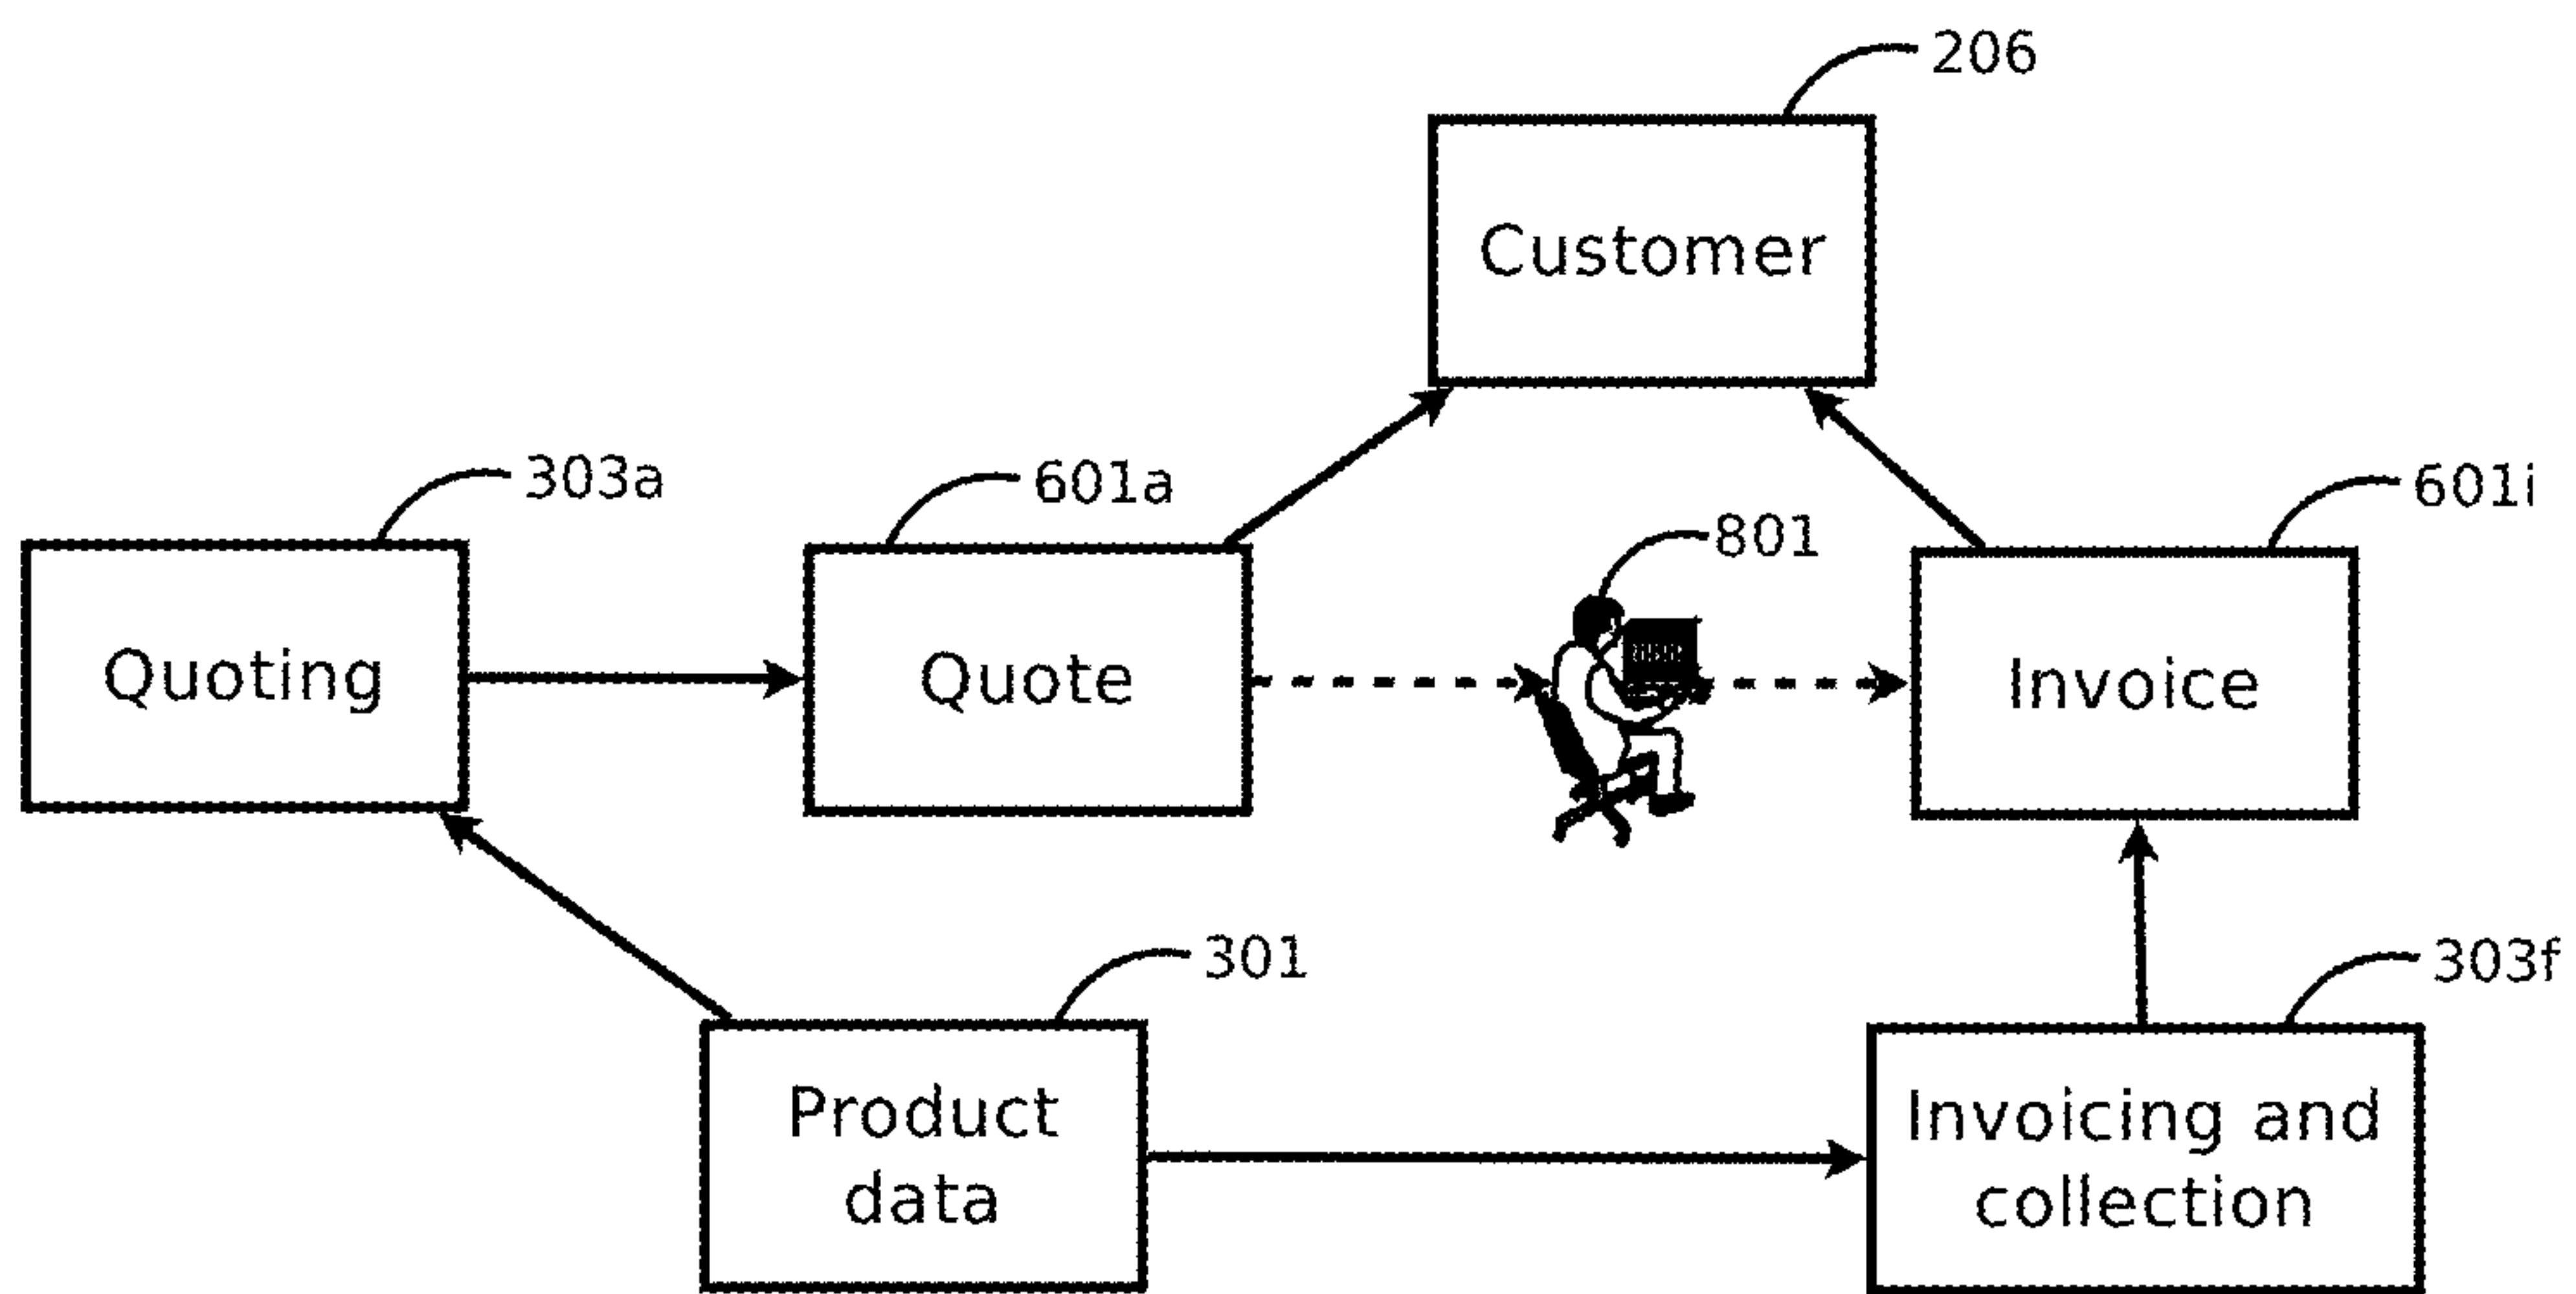 206
Customer
303a
601a
801
601i
Quoting
Quote
Invoice
301
303f
Product
data
Invoicing and
collection